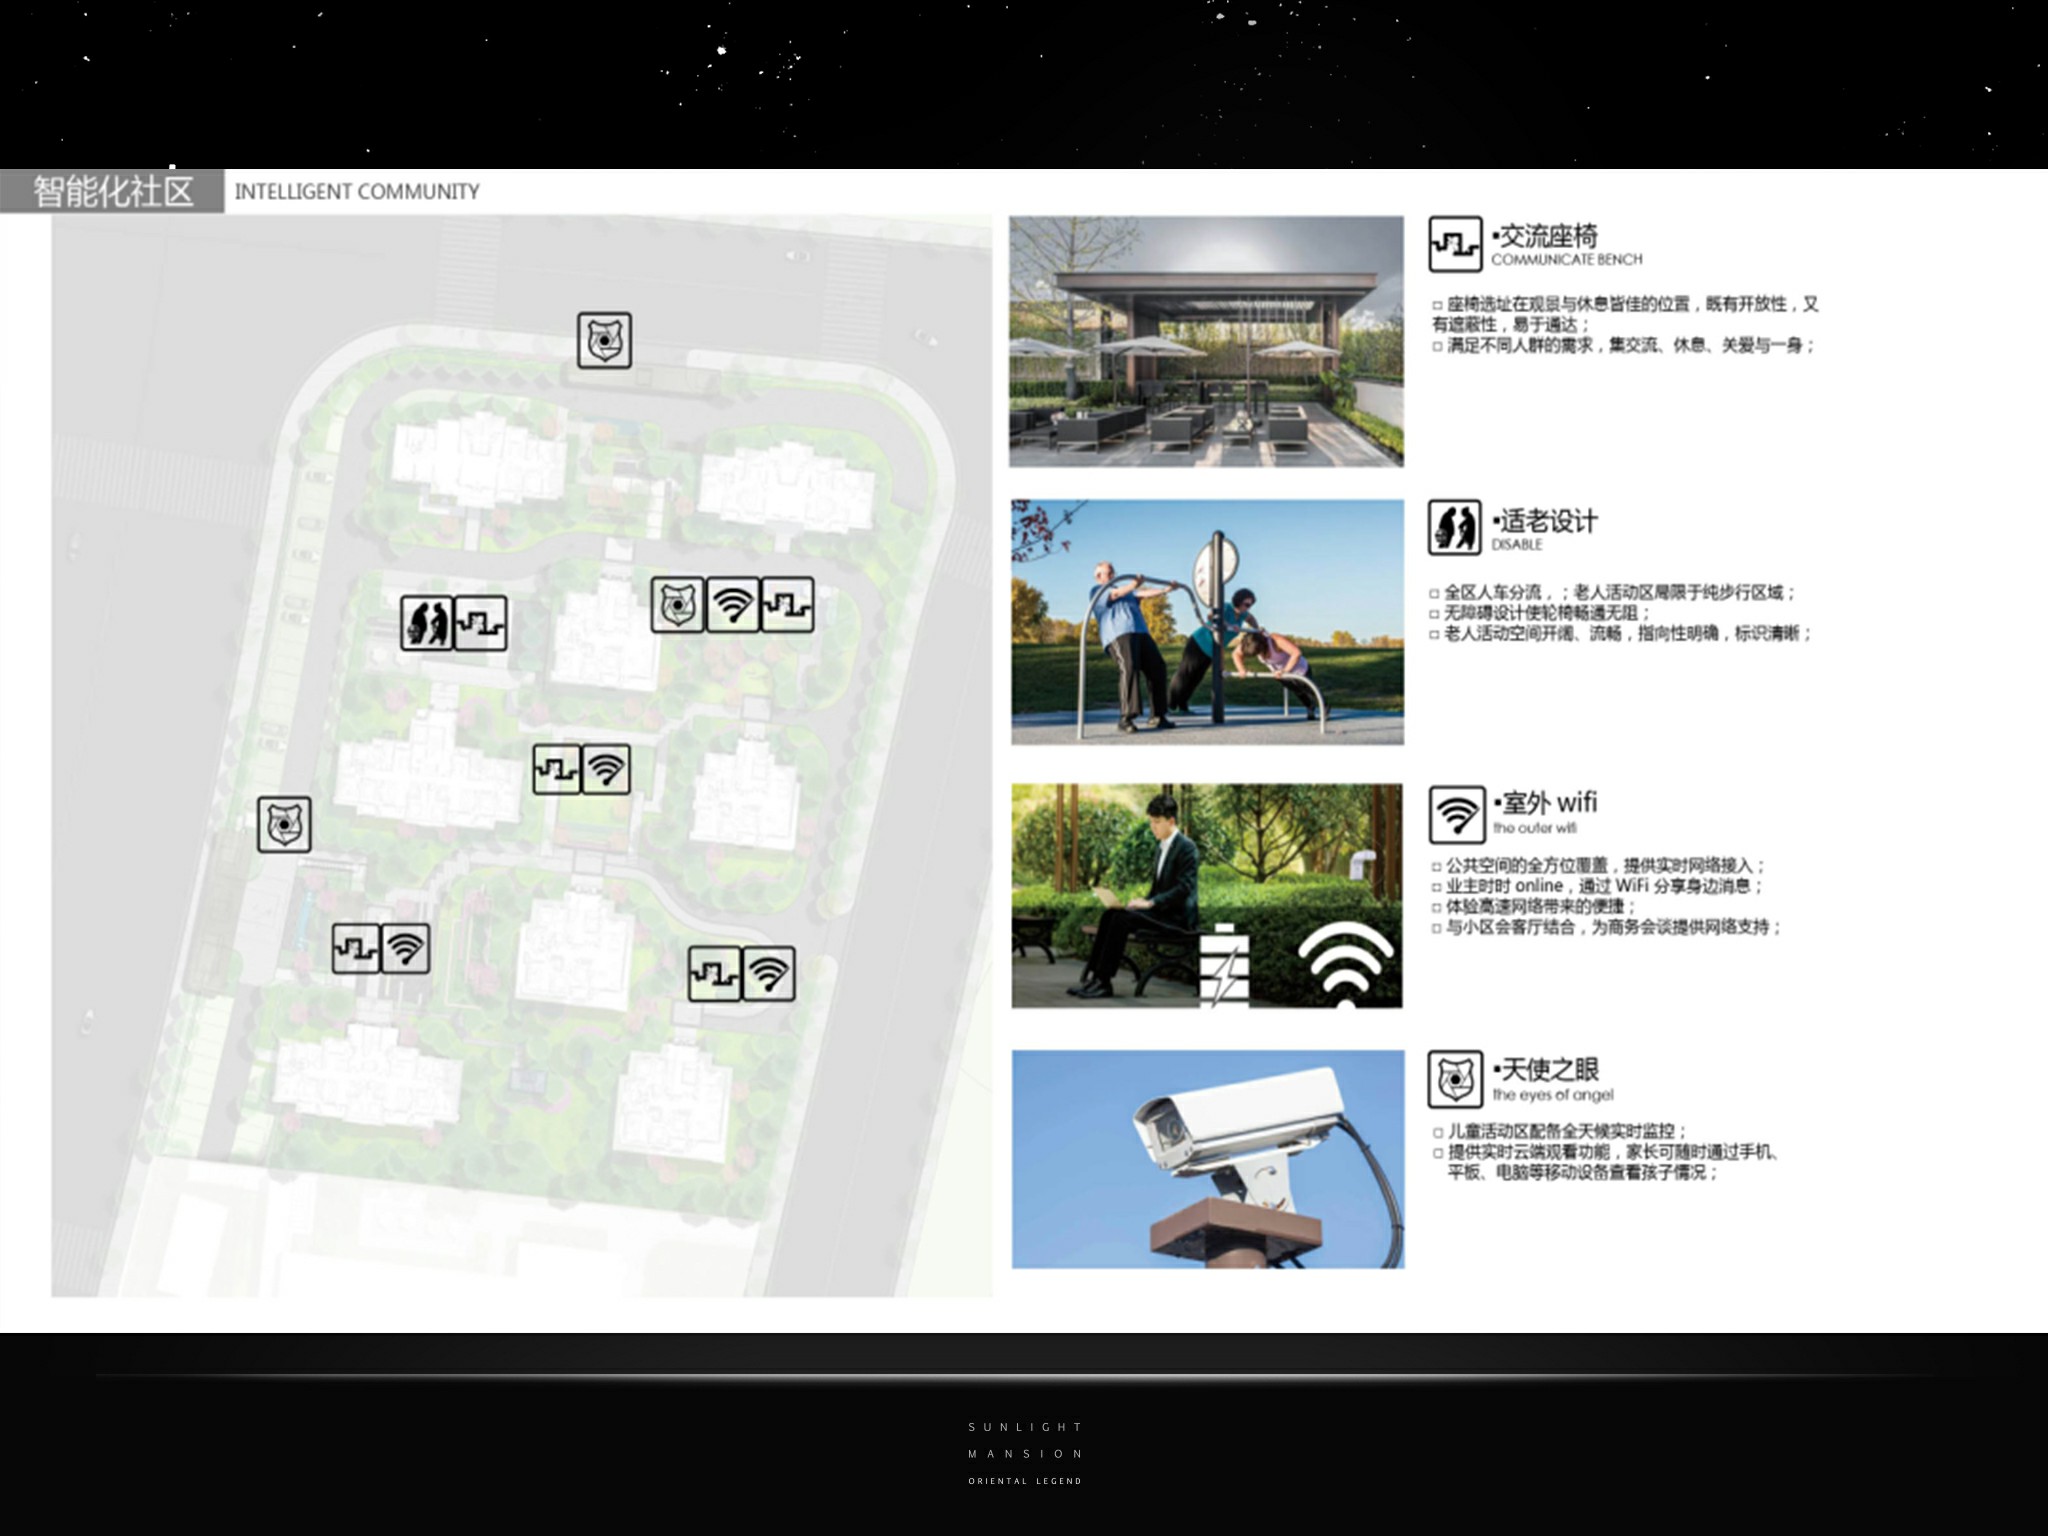 智能化社区 INTELLIGENT COMMUNITY
▪交流座椅
COMMUNICATE BENCH
□ 座椅选址在观景与休息皆佳的位置，既有开放性，又
有遮蔽性，易于通达；
□ 满足不同人群的需求，集交流、休息、关爱与一身；
▪适老设计
DISABLE
□ 全区人车分流，；老人活动区局限于纯步行区域；
□ 无障碍设计使轮椅畅通无阻；
□ 老人活动空间开阔、流畅，指向性明确，标识清晰；
▪室外 wifi
the outer wifi
□ 公共空间的全方位覆盖，提供实时网络接入；
□ 业主时时 online，通过 WiFi 分享身边消息；
□ 体验高速网络带来的便捷；
□ 与小区会客厅结合，为商务会谈提供网络支持；
▪天使之眼
the eyes of angel
□ 儿童活动区配备全天候实时监控；
□ 提供实时云端观看功能，家长可随时通过手机、
平板、电脑等移动设备查看孩子情况；
SUNLIGHT
MANSION
ORIENTAL LEGEND